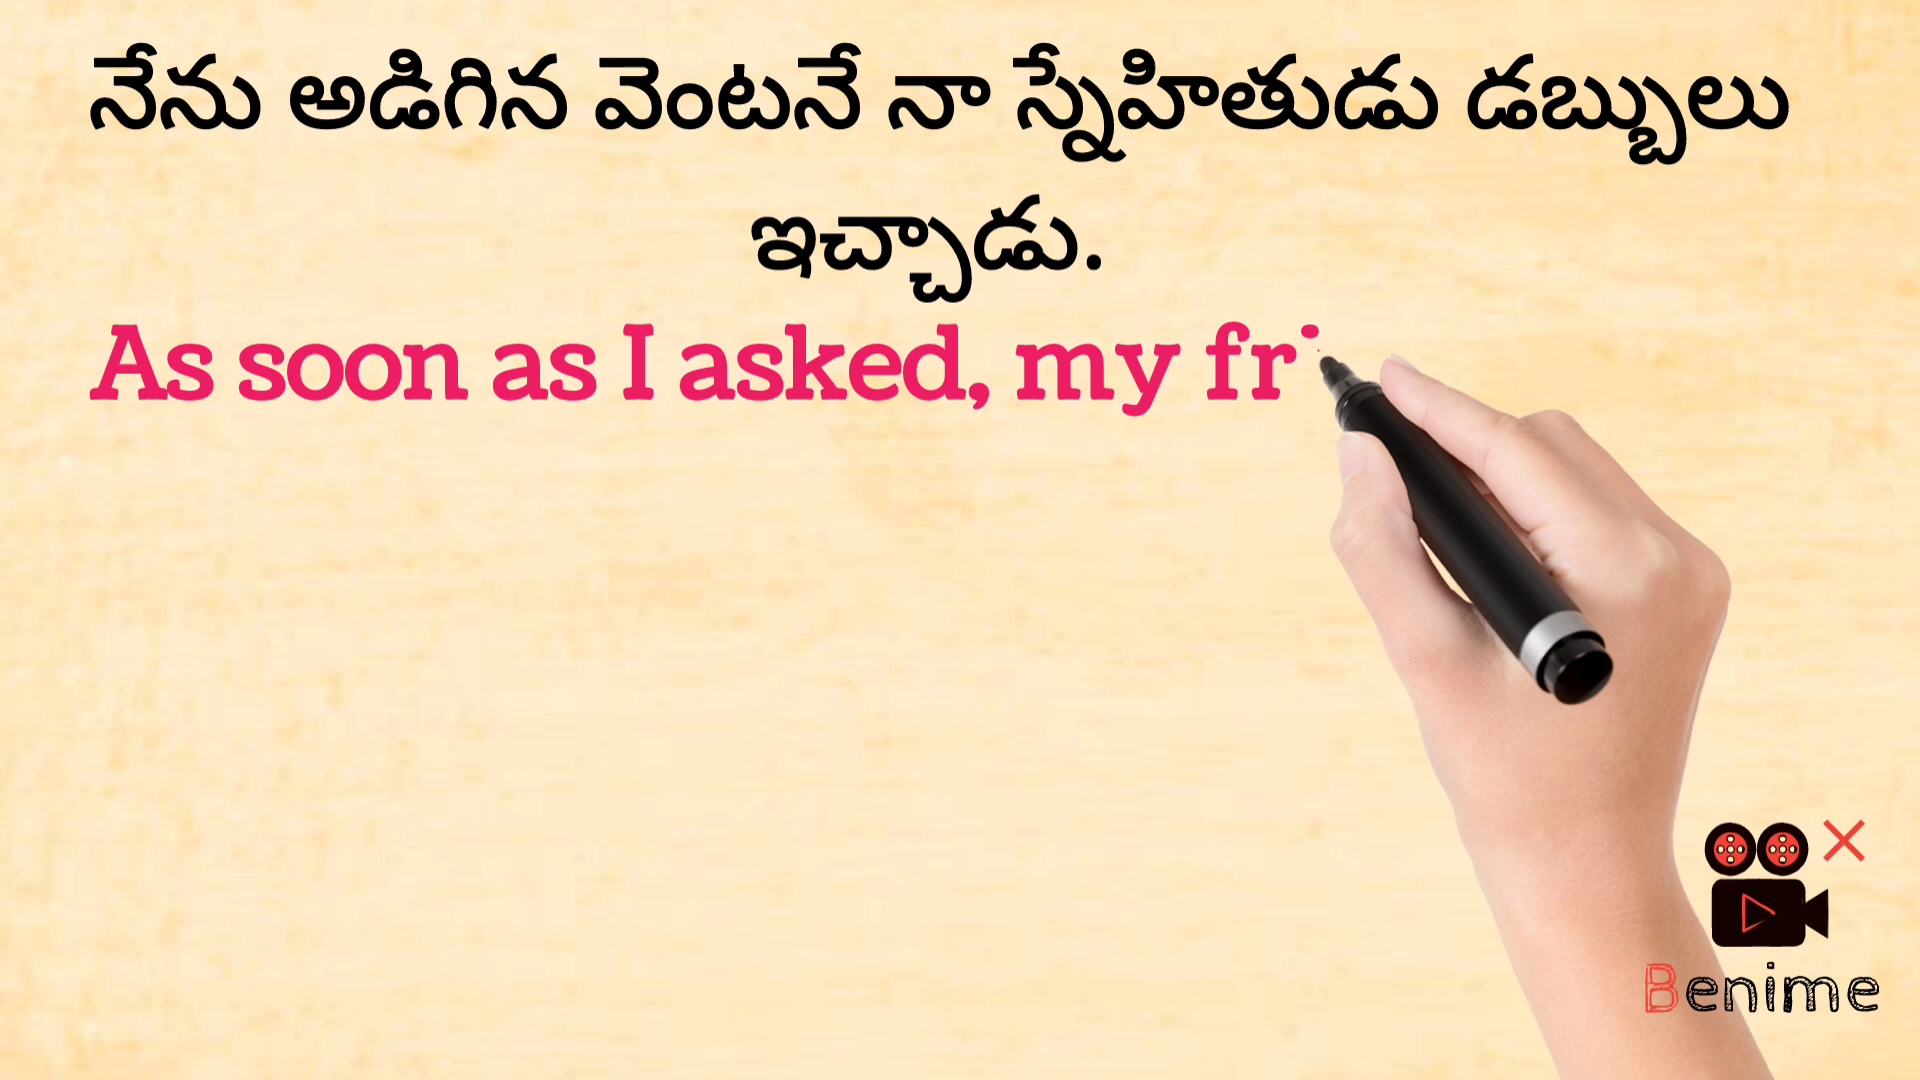 నేను అడిగిన వెంటనే నా స్నేహితుడు డబ్బులు
ఇచ్చాడు.
As soon as I asked, my fr
Benime